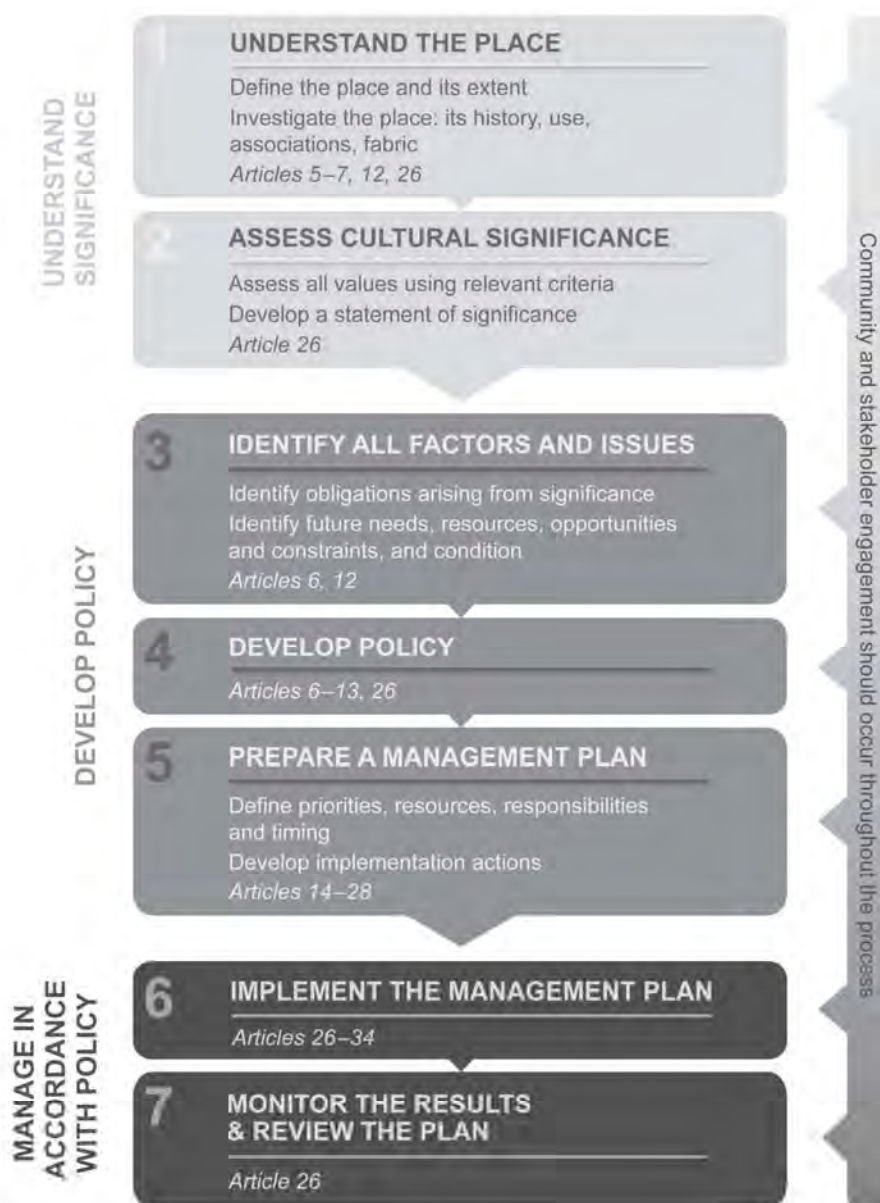 UNDERSTAND
SIGNIFICANCE
1
UNDERSTAND THE PLACE
Define the place and its extent
Investigate the place: its history, use,
associations, fabric
Articles 5–7, 12, 26
2
ASSESS CULTURAL SIGNIFICANCE
Assess all values using relevant criteria
Develop a statement of significance
Article 26
DEVELOP POLICY
3
IDENTIFY ALL FACTORS AND ISSUES
Identify obligations arising from significance
Identify future needs, resources, opportunities
and constraints, and condition
Articles 6, 12
4
DEVELOP POLICY
Articles 6–13, 26
5
PREPARE A MANAGEMENT PLAN
Define priorities, resources, responsibilities
and timing
Develop implementation actions
Articles 14–28
MANAGE IN
ACCORDANCE
WITH POLICY
6
IMPLEMENT THE MANAGEMENT PLAN
Articles 26–34
7
MONITOR THE RESULTS
& REVIEW THE PLAN
Article 26
Community and stakeholder engagement should occur throughout the process